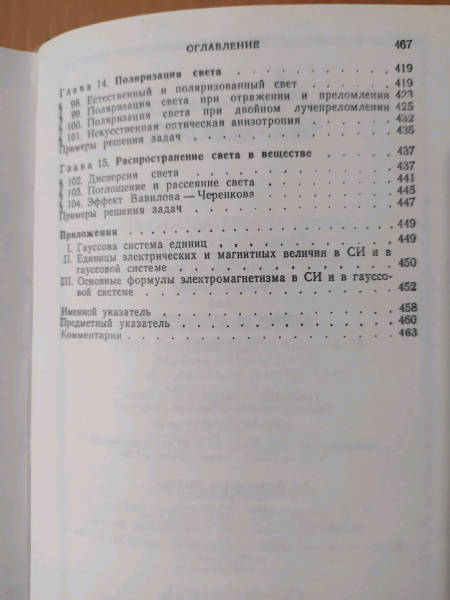 ОГЛАВЛЕНИЕ 467
Глава 14. Поляризация света . . . . . . . . . 419
§ 98. Естественный и поляризованный свет . . . . . 419
§ 99. Поляризация света при отражении и преломлении 423
§ 100. Поляризация света при двойном лучепреломлении 425
§ 101. Искусственная оптическая анизотропия . . . . . 432
Примеры решения задач . . . . . . . . . . . 435
Глава 15. Распространение света в веществе . . . . . 437
§ 102. Дисперсия света . . . . . . . . . . . 437
§ 103. Поглощение и рассеяние света . . . . . . . 441
§ 104. Эффект Вавилова — Черенкова . . . . . . . 445
Примеры решения задач . . . . . . . . . . . 447
Приложения . . . . . . . . . . . . . . 449
I. Гауссова система единиц . . . . . . . . . 449
II. Единицы электрических и магнитных величин в СИ и в
гауссовой системе . . . . . . . . . . . 450
III. Основные формулы электромагнетизма в СИ и в гауссо-
вой системе . . . . . . . . . . . . . 452
Именной указатель . . . . . . . . . . . . 458
Предметный указатель . . . . . . . . . . . 460
Комментарии . . . . . . . . . . . . . . 463